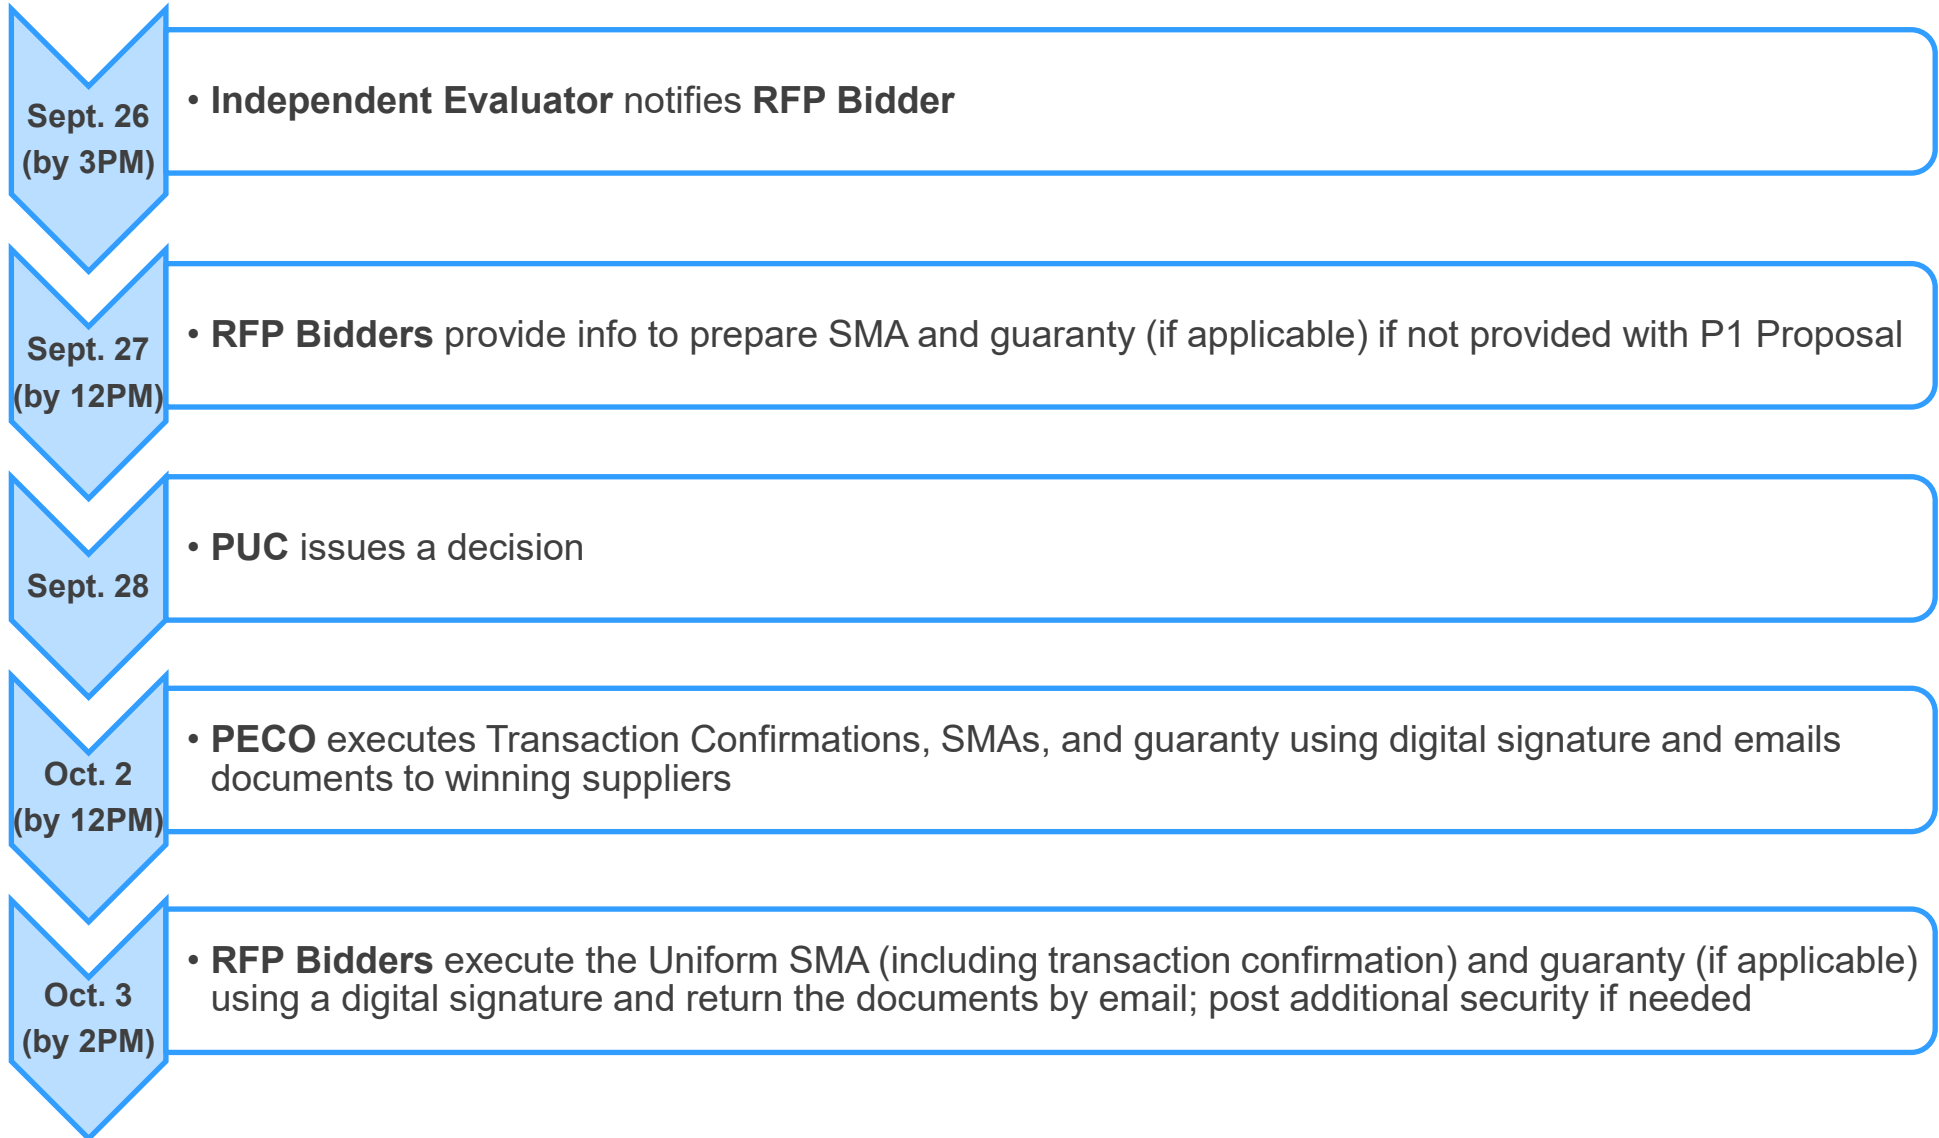 Sept. 26
(by 3PM)
• Independent Evaluator notifies RFP Bidder
Sept. 27
(by 12PM)
• RFP Bidders provide info to prepare SMA and guaranty (if applicable) if not provided with P1 Proposal
Sept. 28
• PUC issues a decision
Oct. 2
(by 12PM)
• PECO executes Transaction Confirmations, SMAs, and guaranty using digital signature and emails
documents to winning suppliers
Oct. 3
(by 2PM)
• RFP Bidders execute the Uniform SMA (including transaction confirmation) and guaranty (if applicable)
using a digital signature and return the documents by email; post additional security if needed